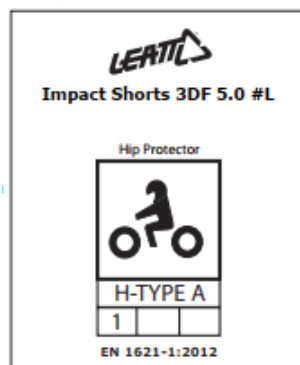 LEATT
Impact Shorts 3DF 5.0 #L
Hip Protector
H-TYPE A
1
EN 1621-1:2012